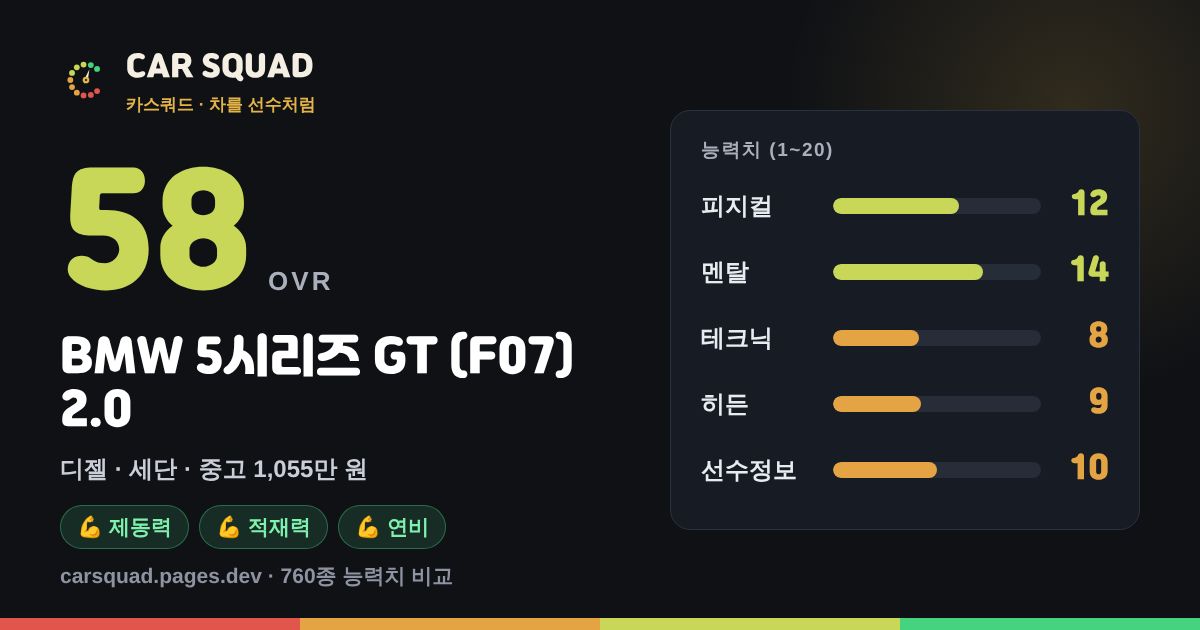 CAR SQUAD
카스쿼드 · 차를 선수처럼
58 OVR
BMW 5시리즈 GT (F07)
2.0
디젤 · 세단 · 중고 1,055만 원
💪 제동력 💪 적재력 💪 연비
carsquad.pages.dev · 760종 능력치 비교
능력치 (1~20)
피지컬 12
멘탈 14
테크닉 8
히든 9
선수정보 10